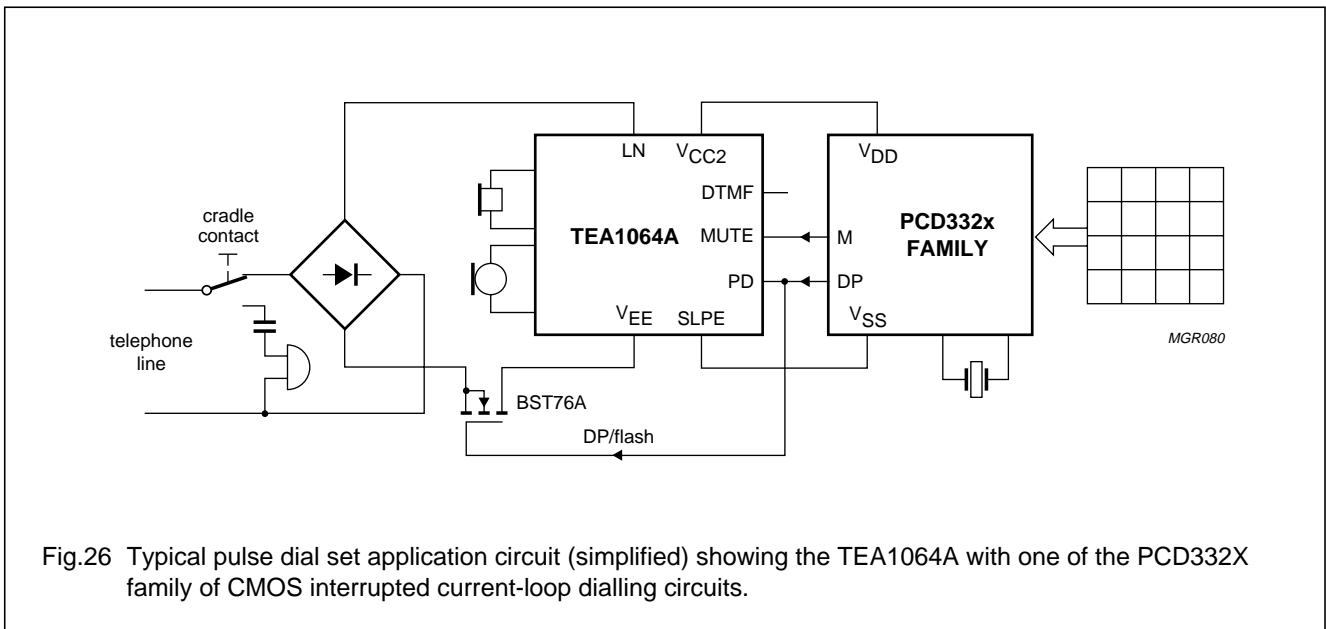 LN
VCC2
VDD
DTMF
cradle
contact
TEA1064A
MUTE
M
PCD332x
FAMILY
PD
DP
VEE
SLPE
VSS
MGR080
telephone
line
BST76A
DP/flash
Fig.26 Typical pulse dial set application circuit (simplified) showing the TEA1064A with one of the PCD332X
family of CMOS interrupted current-loop dialling circuits.